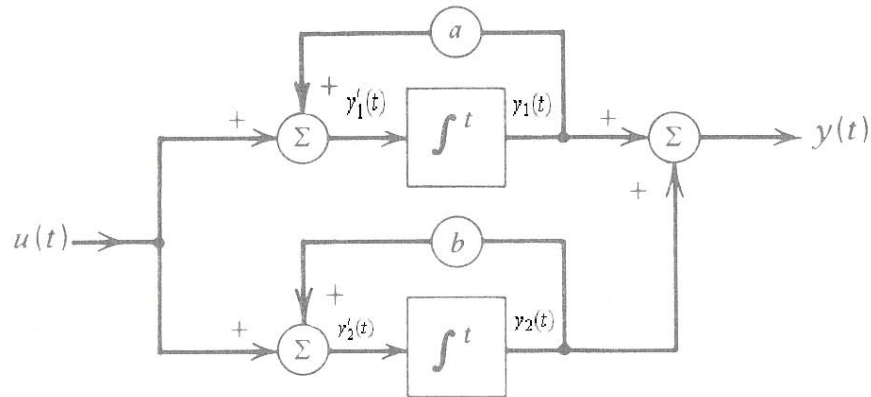 a
+
+ y₁'(t) ∫ᵗ y₁(t) +
Σ Σ y(t)
+
u(t)
b
+
+ y₂'(t) ∫ᵗ y₂(t)
Σ